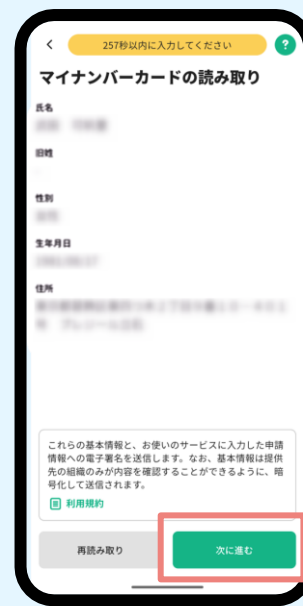 257秒以内に入力してください
?
マイナンバーカードの読み取り
氏名
旧姓
性別
生年月日
住所
これらの基本情報と、お使いのサービスに入力した申請
情報への電子署名を送信します。なお、基本情報は提供
先の組織のみが内容を確認することができるように、暗
号化して送信されます。
利用規約
再読み取り
次に進む